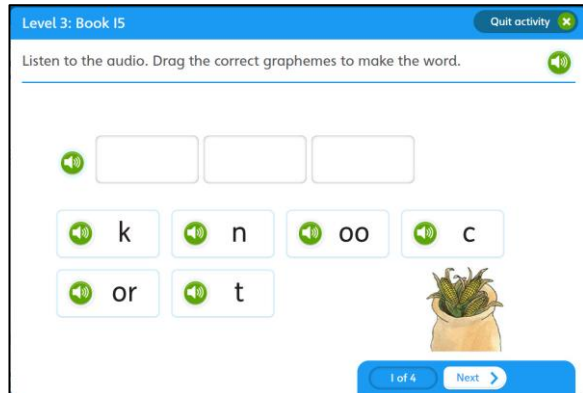 Level 3: Book I5
Quit activity
Listen to the audio. Drag the correct graphemes to make the word.
k n oo c
or t
1 of 4 Next